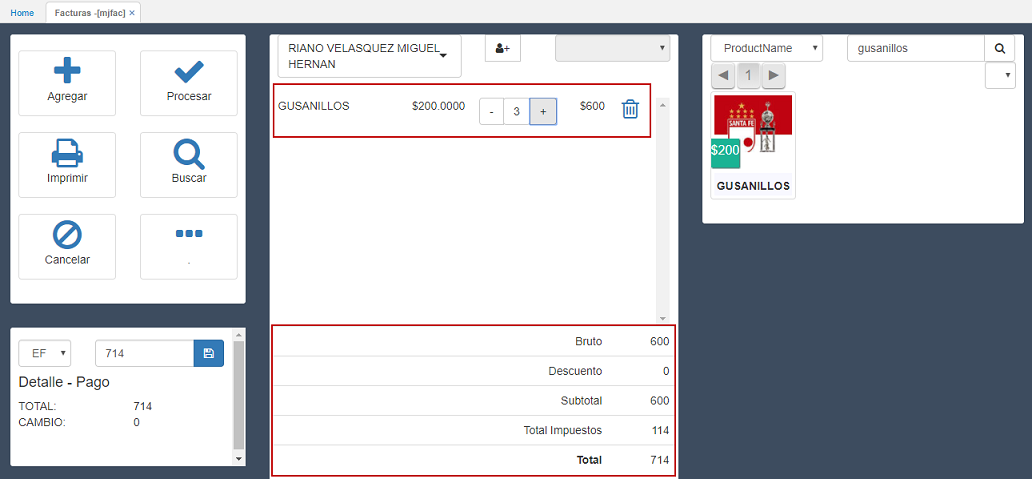 Home
Facturas -[mjfac] ×
Agregar
Procesar
Imprimir
Buscar
Cancelar
.
EF
714
Detalle - Pago
TOTAL: 714
CAMBIO: 0
RIANO VELASQUEZ MIGUEL
HERNAN
GUSANILLOS $200.0000 - 3 + $600
Bruto 600
Descuento 0
Subtotal 600
Total Impuestos 114
Total 714
ProductName
gusanillos
1
SANTA FE
$200
GUSANILLOS